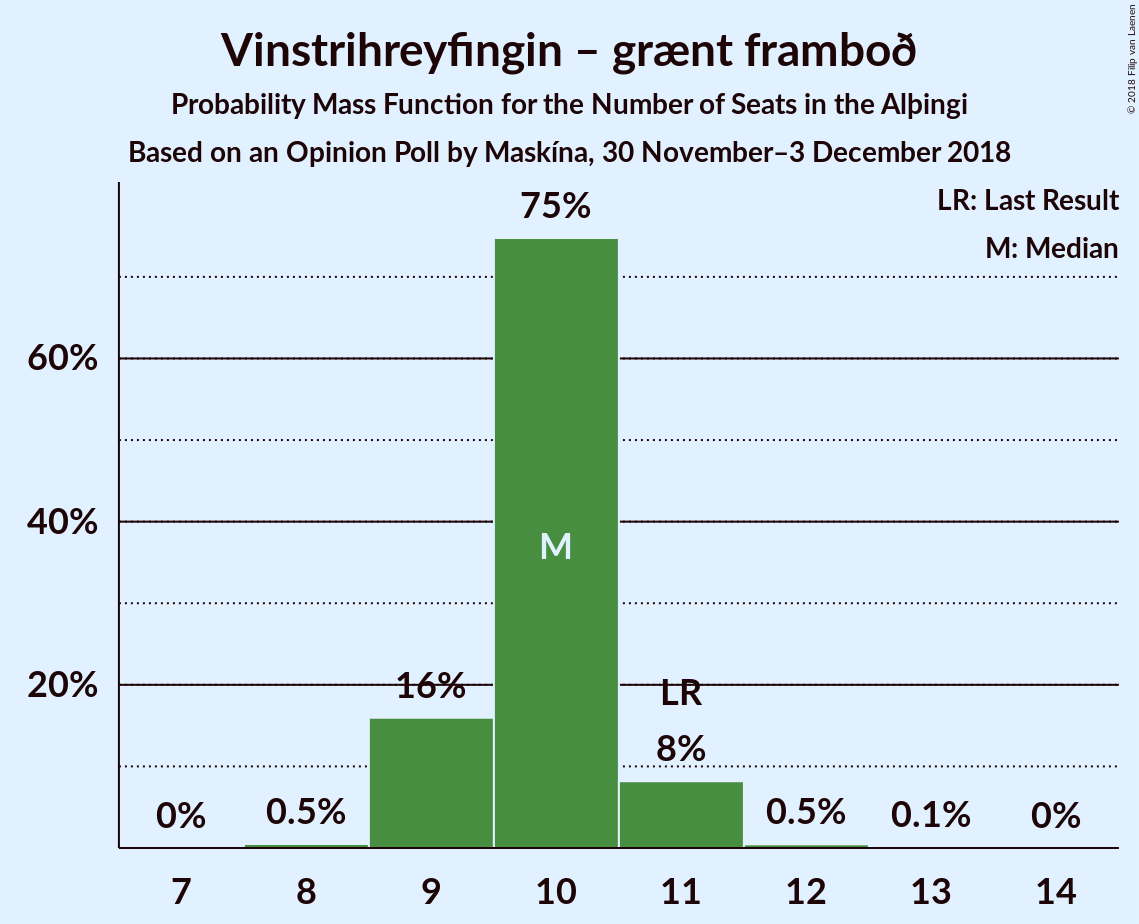 Vinstrihreyfingin – grænt framboð
Probability Mass Function for the Number of Seats in the Alþingi
Based on an Opinion Poll by Maskína, 30 November–3 December 2018
© 2018 Filip van Laenen
LR: Last Result
M: Median
75%
60%
40%
M
20%
16%
LR
8%
0%
0.5%
0.5%
0.1%
0%
7 8 9 10 11 12 13 14